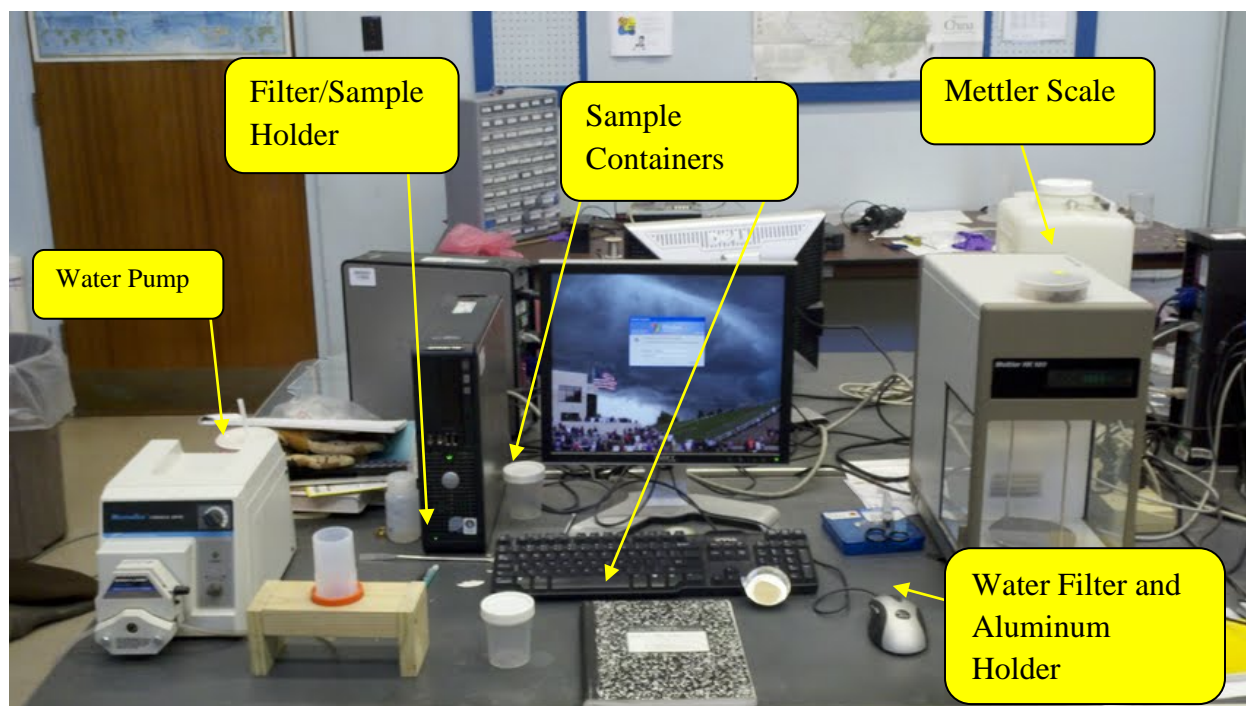 China
Filter/Sample
Holder
Sample
Containers
Mettler Scale
Water Pump
Water Filter and
Aluminum
Holder